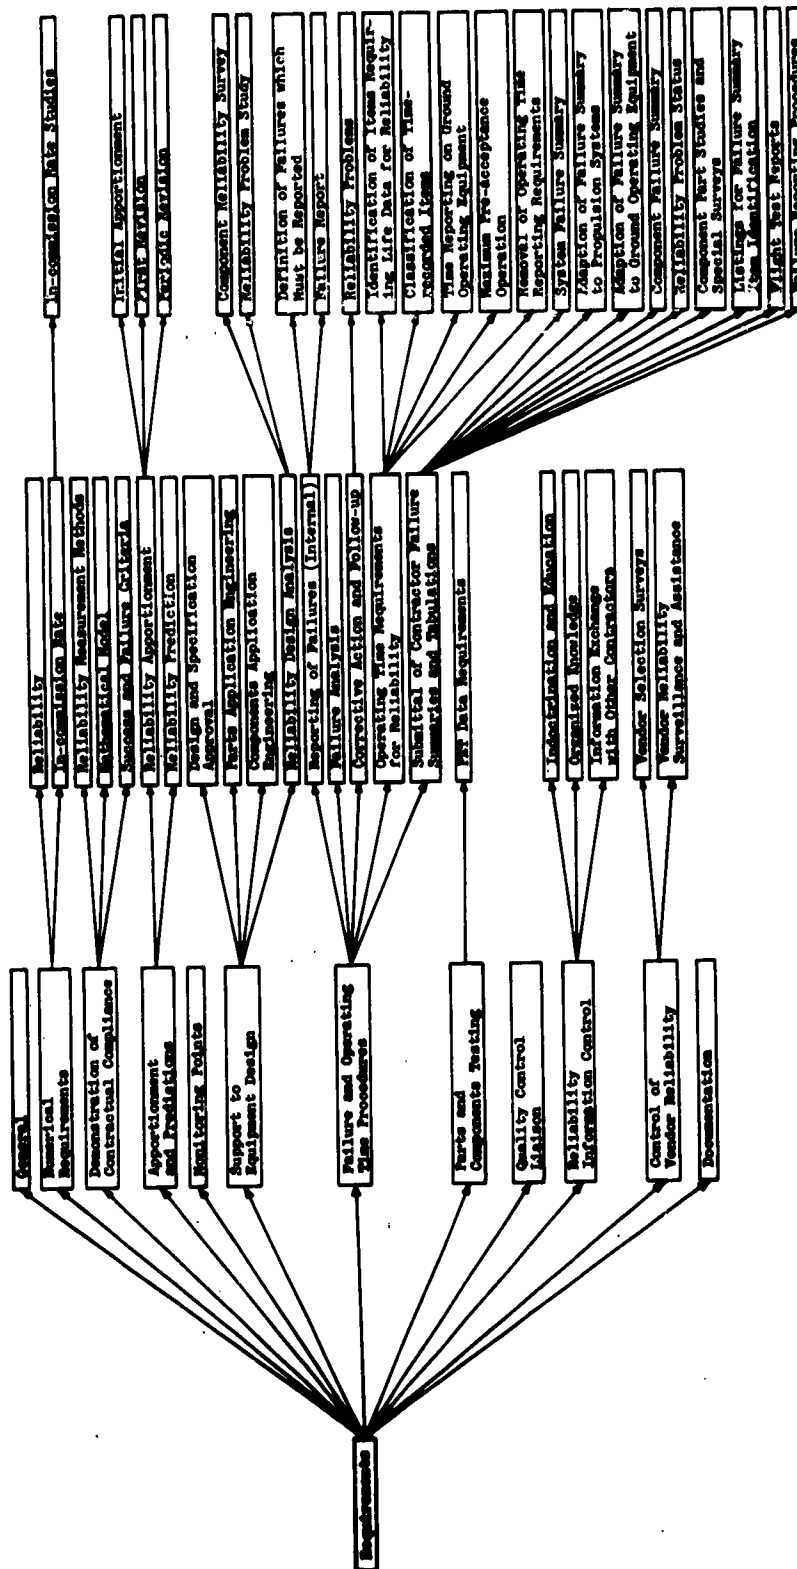 Requirements
General
Numerical
Requirements
Demonstration of
Contractual Compliance
Apportionment
and Predictions
Monitoring Points
Support to
Equipment Design
Failure and Operating
Time Procedures
Parts and
Components Testing
Quality Control
Liaison
Reliability
Information Control
Control of
Vendor Reliability
Documentation
Reliability
In-commission Rate
Reliability Measurement Methods
Mathematical Model
Success and Failure Criteria
Reliability Apportionment
Reliability Prediction
Design and Specification
Approval
Parts Application Engineering
Components Application
Engineering
Reliability Design Analysis
Reporting of Failures (Internal)
Failure Analysis
Corrective Action and Follow-up
Operating Time Requirements
for Reliability
Submittal of Contractor Failure
Summaries and Tabulations
Data Requirements
Indoctrination and Education
Organized Knowledge
Information Exchange
with Other Contractors
Vendor Selection Surveys
Vendor Reliability
Surveillance and Assistance
In-commission Rate Studies
Initial Apportionment
First Revision
Periodic Revision
Component Reliability Survey
Reliability Problem Study
Definition of Failures which
Must be Reported
Failure Report
Reliability Problems
Identification of Items Requir-
ing Life Data for Reliability
Classification of Time-
recorded Items
Time Reporting on Ground
Operating Equipment
Maximum Pre-acceptance
Operation
Removal of Operating Time
Reporting Requirements
System Failure Summary
Adaption of Failure Summary
to Propulsion Systems
Adaption of Failure Summary
to Ground Operating Equipment
Component Failure Summary
Reliability Problem Status
Component Part Studies and
Special Surveys
Listings for Failure Summary
Item Identification
Flight Test Reports
Failure Reporting Procedures